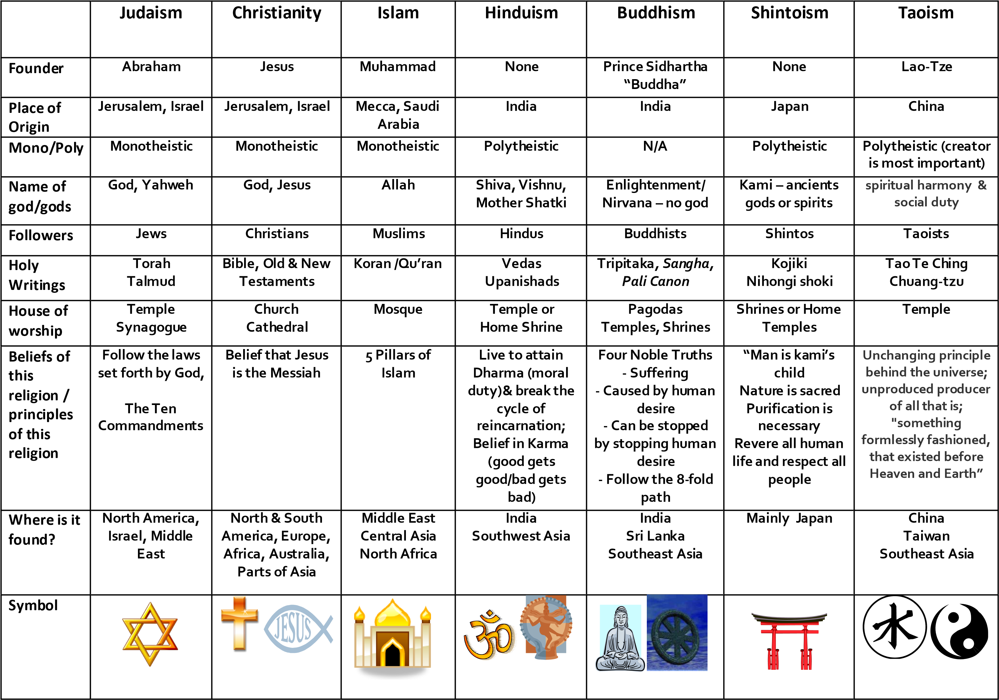 Judaism Christianity Islam Hinduism Buddhism Shintoism Taoism
Founder
Abraham
Jesus
Muhammad
None
Prince Sidhartha
“Buddha”
None
Lao-Tze
Place of
Origin
Jerusalem, Israel
Jerusalem, Israel
Mecca, Saudi
Arabia
India
India
Japan
China
Mono/Poly
Monotheistic
Monotheistic
Monotheistic
Polytheistic
N/A
Polytheistic
Polytheistic (creator
is most important)
Name of
god/gods
God, Yahweh
God, Jesus
Allah
Shiva, Vishnu,
Mother Shatki
Enlightenment/
Nirvana – no god
Kami – ancients
gods or spirits
spiritual harmony &
social duty
Followers
Jews
Christians
Muslims
Hindus
Buddhists
Shintos
Taoists
Holy
Writings
Torah
Talmud
Bible, Old & New
Testaments
Koran /Qu’ran
Vedas
Upanishads
Tripitaka, Sangha,
Pali Canon
Kojiki
Nihongi shoki
Tao Te Ching
Chuang-tzu
House of
worship
Temple
Synagogue
Church
Cathedral
Mosque
Temple or
Home Shrine
Pagodas
Temples, Shrines
Shrines or Home
Temples
Temple
Beliefs of
this
religion /
principles
of this
religion
Follow the laws
set forth by God,
The Ten
Commandments
Belief that Jesus
is the Messiah
5 Pillars of
Islam
Live to attain
Dharma (moral
duty)& break the
cycle of
reincarnation;
Belief in Karma
(good gets
good/bad gets
bad)
Four Noble Truths
- Suffering
- Caused by human
desire
- Can be stopped
by stopping human
desire
- Follow the 8-fold
path
“Man is kami’s
child
Nature is sacred
Purification is
necessary
Revere all human
life and respect all
people
Unchanging principle
behind the universe;
unproduced producer
of all that is;
"something
formlessly fashioned,
that existed before
Heaven and Earth”
Where is it
found?
North America,
Israel, Middle
East
North & South
America, Europe,
Africa, Australia,
Parts of Asia
Middle East
Central Asia
North Africa
India
Southwest Asia
India
Sri Lanka
Southeast Asia
Mainly Japan
China
Taiwan
Southeast Asia
Symbol
JESUS
ॐ